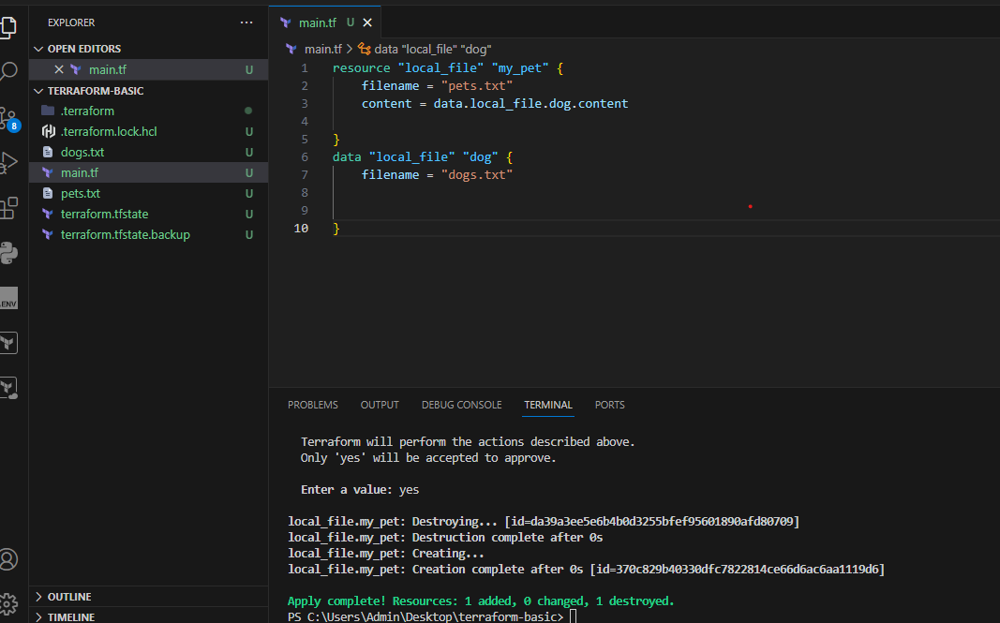 EXPLORER
...
OPEN EDITORS
main.tf U
TERRAFORM-BASIC
.terraform
.terraform.lock.hcl U
dogs.txt U
main.tf U
pets.txt U
terraform.tfstate U
terraform.tfstate.backup U
OUTLINE
TIMELINE
8
.ENV
main.tf U
main.tf > data "local_file" "dog"
1 resource "local_file" "my_pet" {
2 filename = "pets.txt"
3 content = data.local_file.dog.content
4
5 }
6 data "local_file" "dog" {
7 filename = "dogs.txt"
8
9
10 }
PROBLEMS OUTPUT DEBUG CONSOLE TERMINAL PORTS
Terraform will perform the actions described above.
Only 'yes' will be accepted to approve.
Enter a value: yes
local_file.my_pet: Destroying... [id=da39a3ee5e6b4b0d3255bfef95601890afd80709]
local_file.my_pet: Destruction complete after 0s
local_file.my_pet: Creating...
local_file.my_pet: Creation complete after 0s [id=370c829b40330dfc7822814ce66d6ac6aa1119d6]
Apply complete! Resources: 1 added, 0 changed, 1 destroyed.
PS C:\Users\Admin\Desktop\terraform-basic>